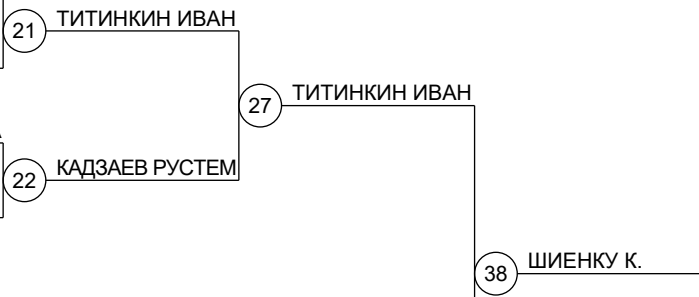 21 ТИТИНКИН ИВАН
27 ТИТИНКИН ИВАН
22 КАДЗАЕВ РУСТЕМ
38 ШИЕНКУ К.